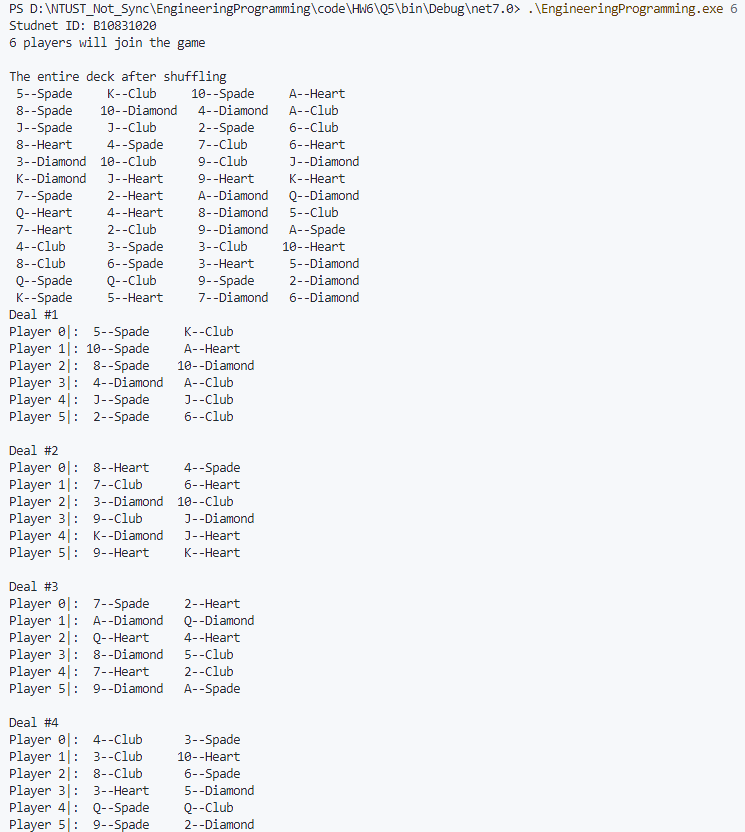 PS D:\NTUST_Not_Sync\EngineeringProgramming\code\HW6\Q5\bin\Debug\net7.0> .\EngineeringProgramming.exe 6
Studnet ID: B10831020
6 players will join the game

The entire deck after shuffling
 5--Spade     K--Club     10--Spade     A--Heart
 8--Spade    10--Diamond   4--Diamond   A--Club
 J--Spade     J--Club      2--Spade     6--Club
 8--Heart     4--Spade     7--Club      6--Heart
 3--Diamond  10--Club      9--Club      J--Diamond
 K--Diamond   J--Heart     9--Heart     K--Heart
 7--Spade     2--Heart     A--Diamond   Q--Diamond
 Q--Heart     4--Heart     8--Diamond   5--Club
 7--Heart     2--Club      9--Diamond   A--Spade
 4--Club      3--Spade     3--Club     10--Heart
 8--Club      6--Spade     3--Heart     5--Diamond
 Q--Spade     Q--Club      9--Spade     2--Diamond
 K--Spade     5--Heart     7--Diamond   6--Diamond
Deal #1
Player 0|:  5--Spade     K--Club
Player 1|: 10--Spade     A--Heart
Player 2|:  8--Spade    10--Diamond
Player 3|:  4--Diamond   A--Club
Player 4|:  J--Spade     J--Club
Player 5|:  2--Spade     6--Club

Deal #2
Player 0|:  8--Heart     4--Spade
Player 1|:  7--Club      6--Heart
Player 2|:  3--Diamond  10--Club
Player 3|:  9--Club      J--Diamond
Player 4|:  K--Diamond   J--Heart
Player 5|:  9--Heart     K--Heart

Deal #3
Player 0|:  7--Spade     2--Heart
Player 1|:  A--Diamond   Q--Diamond
Player 2|:  Q--Heart     4--Heart
Player 3|:  8--Diamond   5--Club
Player 4|:  7--Heart     2--Club
Player 5|:  9--Diamond   A--Spade

Deal #4
Player 0|:  4--Club      3--Spade
Player 1|:  3--Club     10--Heart
Player 2|:  8--Club      6--Spade
Player 3|:  3--Heart     5--Diamond
Player 4|:  Q--Spade     Q--Club
Player 5|:  9--Spade     2--Diamond